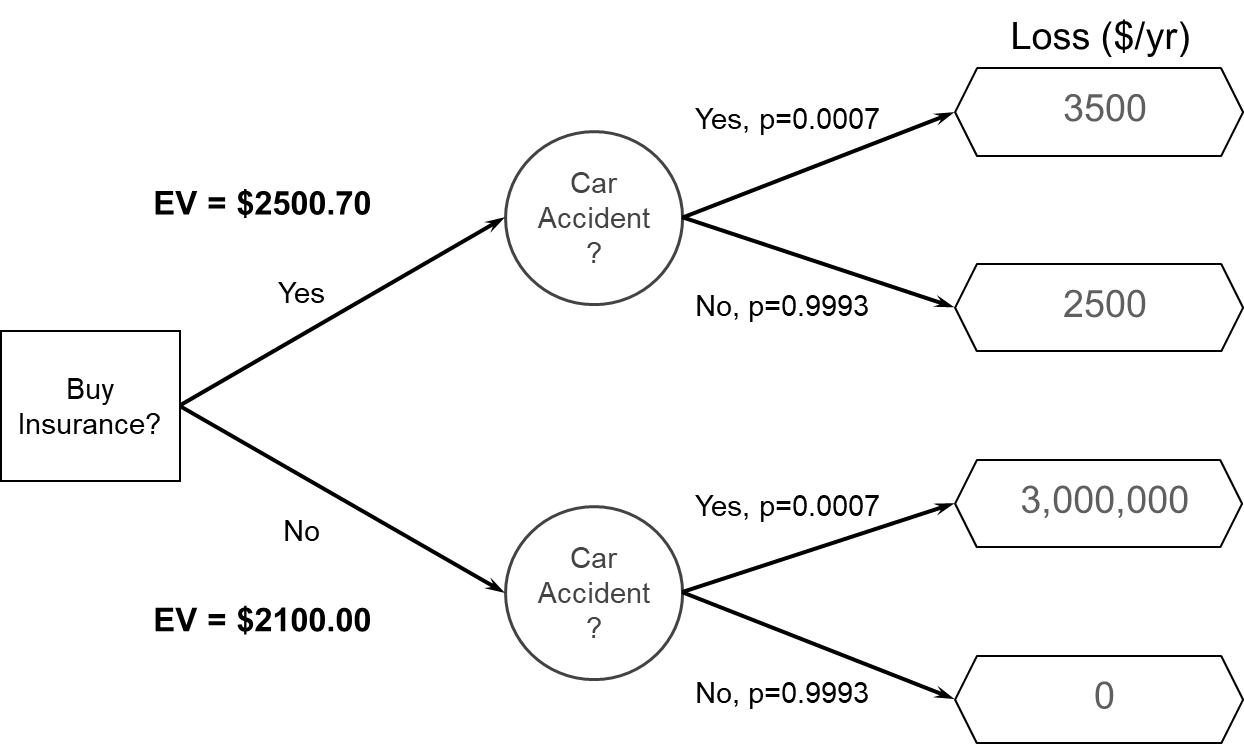 Loss ($/yr)
3500
Yes, p=0.0007
Car
Accident
?
EV = $2500.70
Yes
No, p=0.9993
2500
Buy
Insurance?
3,000,000
Yes, p=0.0007
No
Car
Accident
?
EV = $2100.00
No, p=0.9993
0